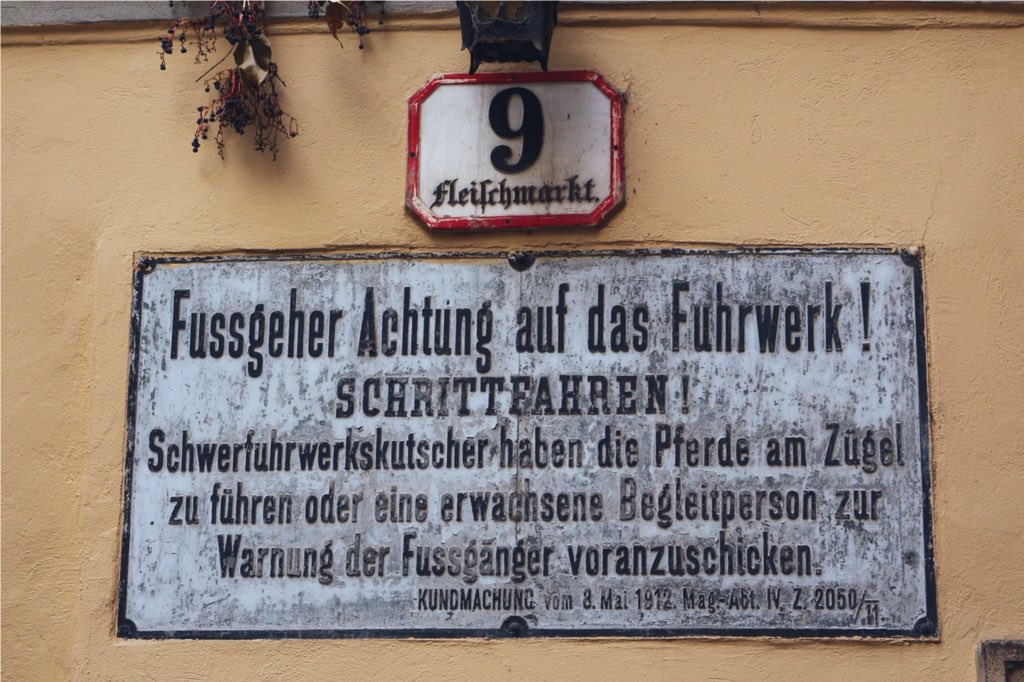 9
Fleiſchmarkt.
Fussgeher Achtung auf das Fuhrwerk!
SCHRITTFAHREN!
Schwerfuhrwerkskutscher haben die Pferde am Zügel
zu führen oder eine erwachsene Begleitperson zur
Warnung der Fussgänger voranzuschicken.
KUNDMACHUNG vom 8. Mai 1912. Mag.-Abt. IV, Z. 2050/11